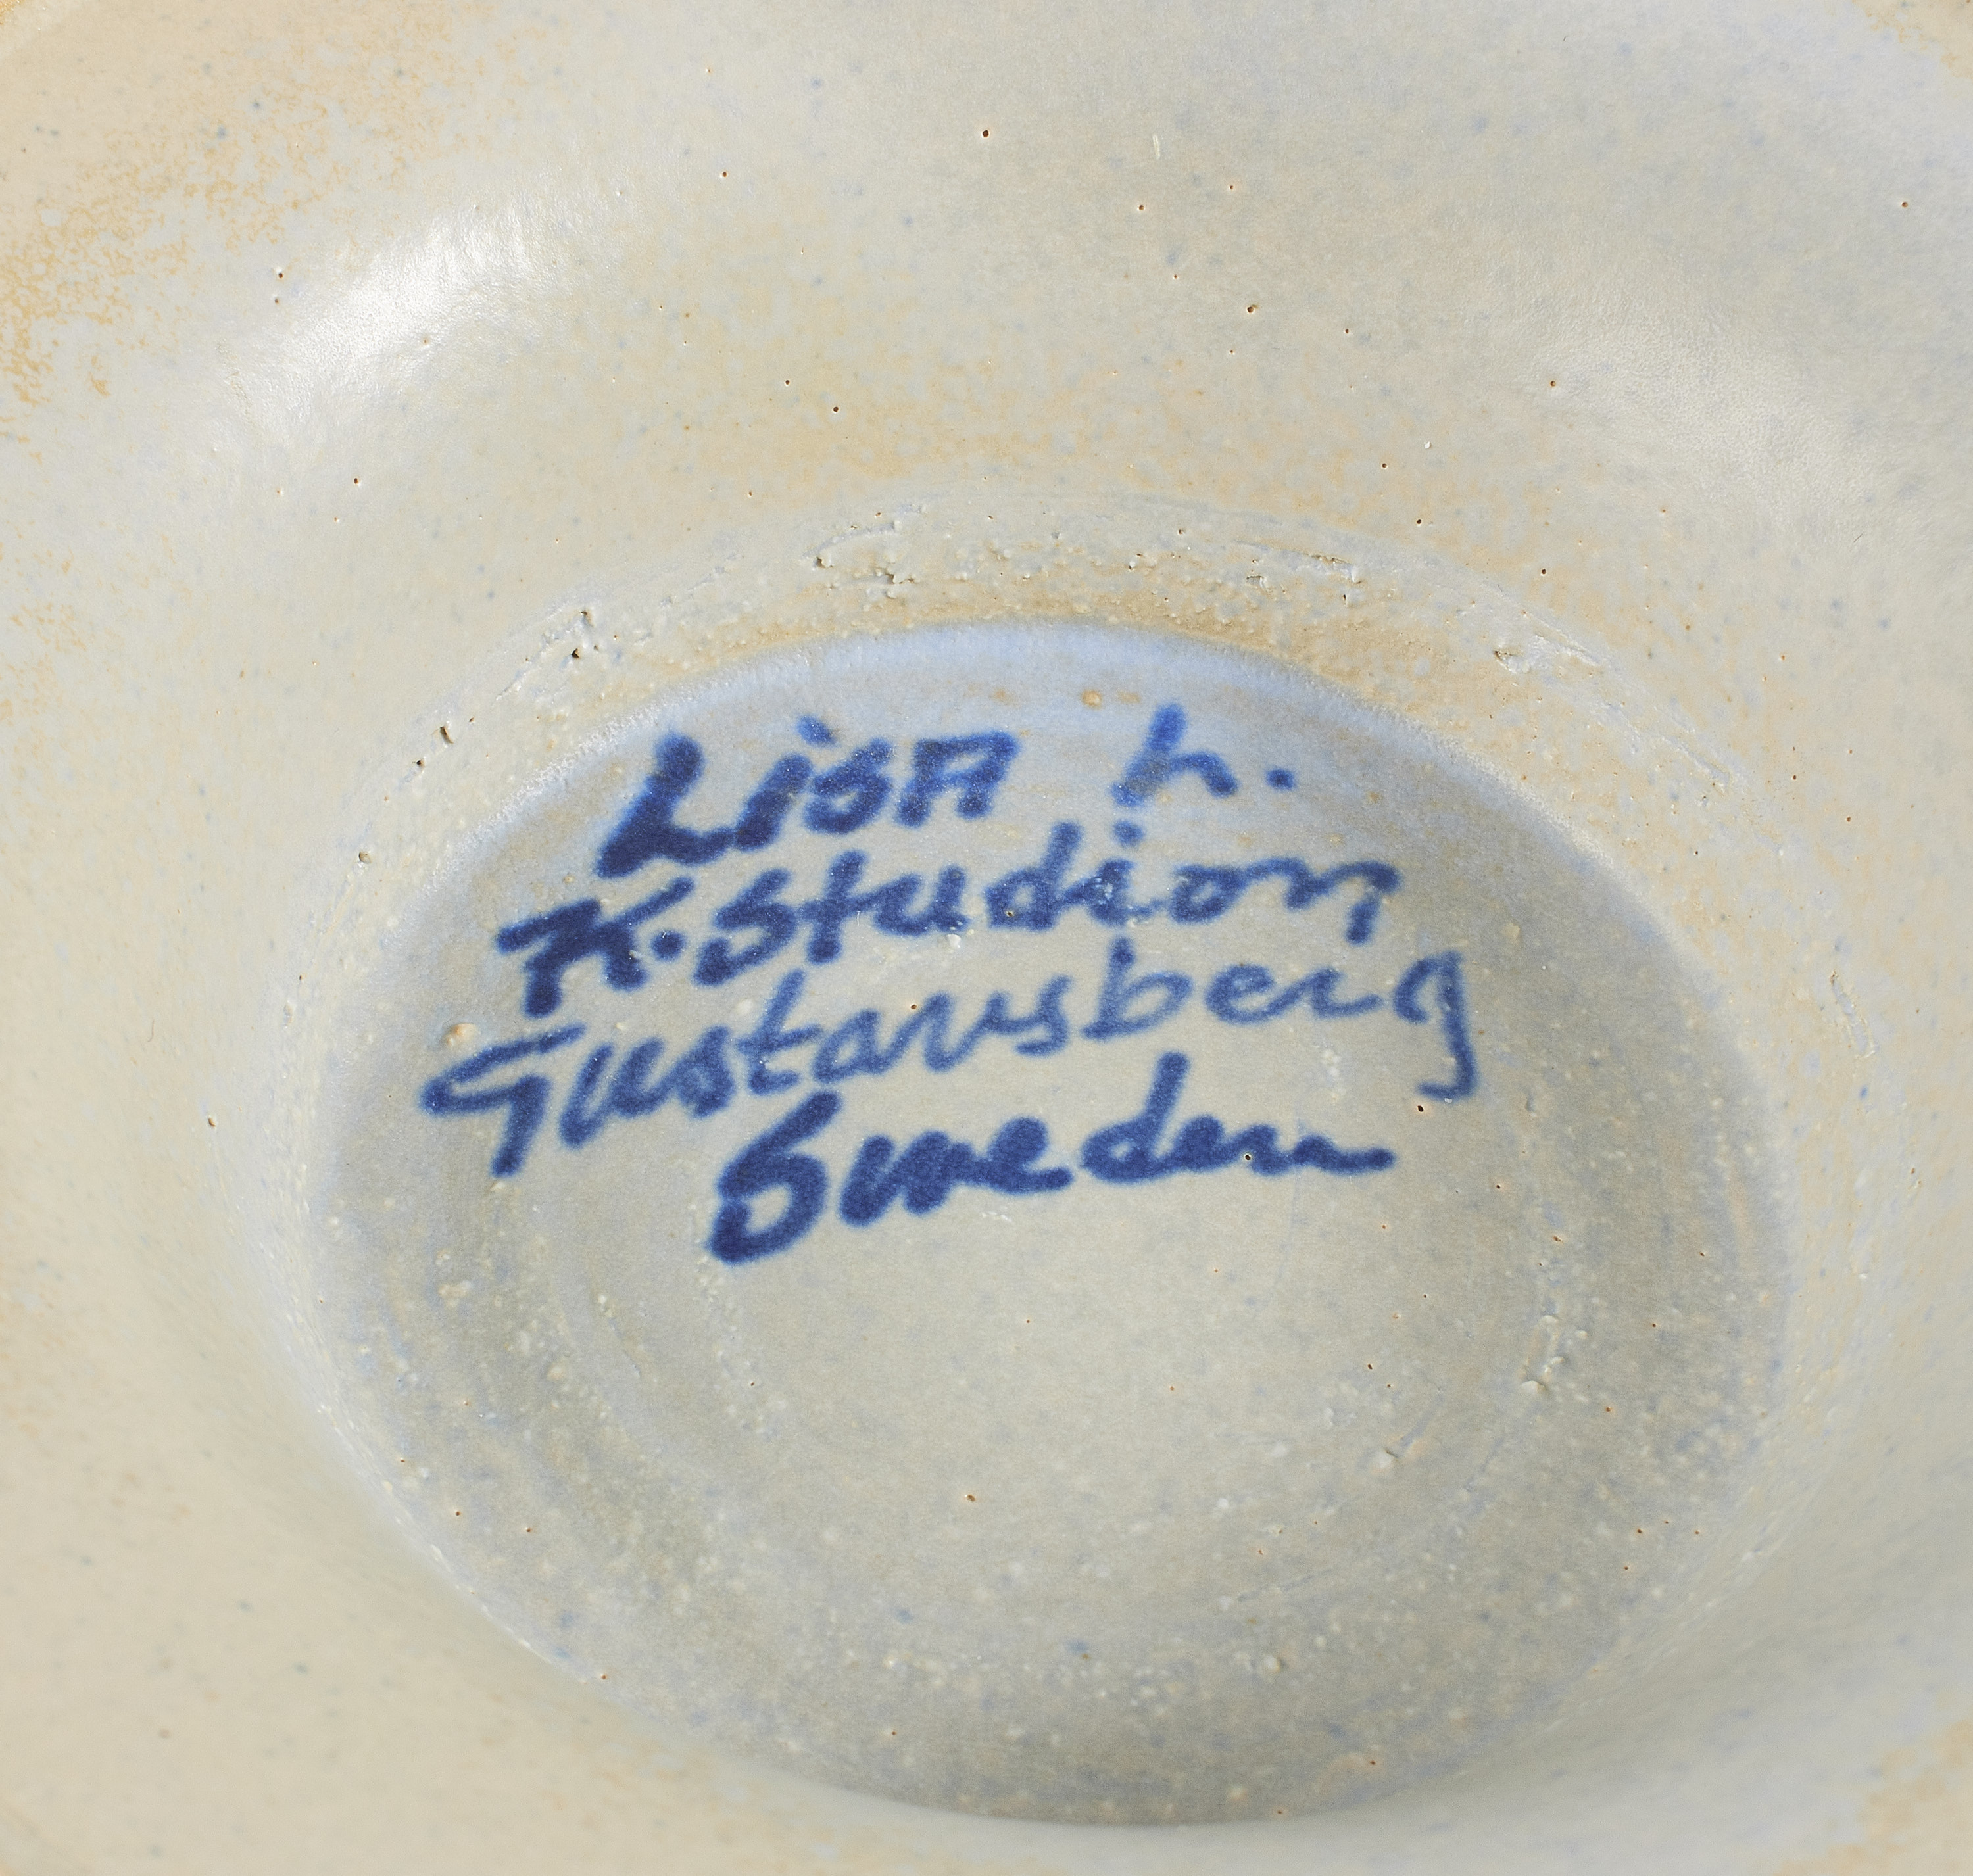 LiSA L.
K.Studion
Gustavsberg
Sweden